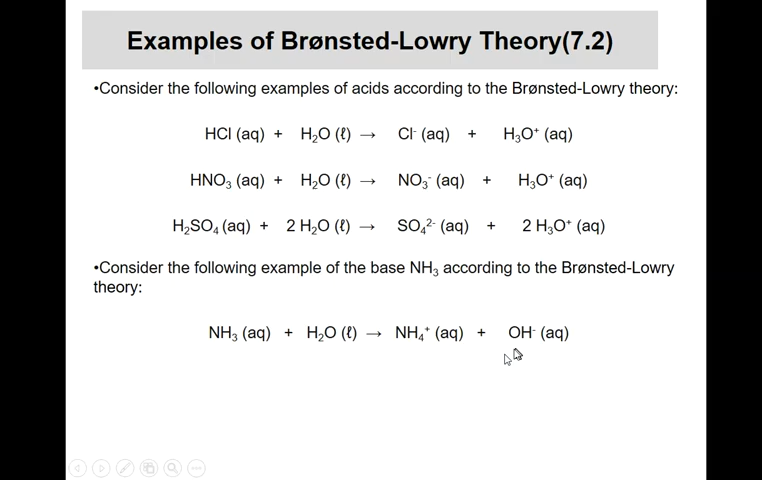 Examples of Brønsted-Lowry Theory(7.2)
•Consider the following examples of acids according to the Brønsted-Lowry theory:
HCl (aq) + H₂O (ℓ) → Cl⁻ (aq) + H₃O⁺ (aq)
HNO₃ (aq) + H₂O (ℓ) → NO₃⁻ (aq) + H₃O⁺ (aq)
H₂SO₄ (aq) + 2 H₂O (ℓ) → SO₄²⁻ (aq) + 2 H₃O⁺ (aq)
•Consider the following example of the base NH₃ according to the Brønsted-Lowry
theory:
NH₃ (aq) + H₂O (ℓ) → NH₄⁺ (aq) + OH⁻ (aq)